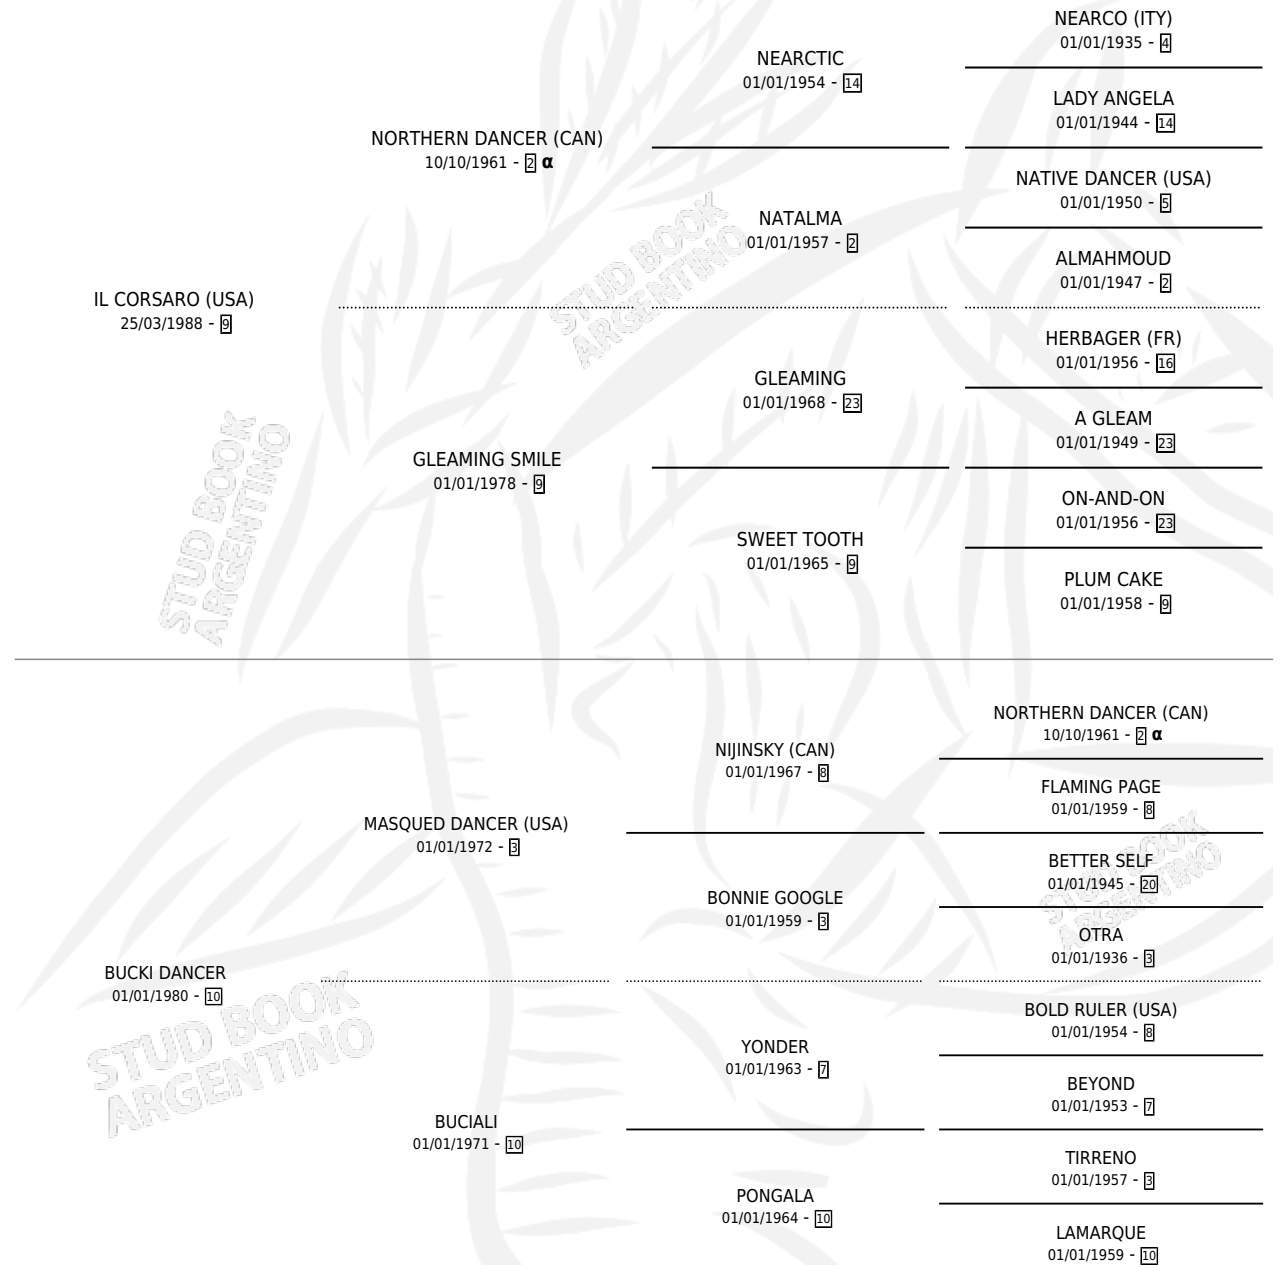 NEARCO (ITY)
01/01/1935 - 4
NEARCTIC
01/01/1954 - 14
LADY ANGELA
01/01/1944 - 14
NORTHERN DANCER (CAN)
10/10/1961 - 2 α
NATIVE DANCER (USA)
01/01/1950 - 5
NATALMA
01/01/1957 - 2
ALMAHMOUD
01/01/1947 - 2
IL CORSARO (USA)
25/03/1988 - 9
HERBAGER (FR)
01/01/1956 - 16
GLEAMING
01/01/1968 - 23
A GLEAM
01/01/1949 - 23
GLEAMING SMILE
01/01/1978 - 9
ON-AND-ON
01/01/1956 - 23
SWEET TOOTH
01/01/1965 - 9
PLUM CAKE
01/01/1958 - 9
NORTHERN DANCER (CAN)
10/10/1961 - 2 α
NIJINSKY (CAN)
01/01/1967 - 8
FLAMING PAGE
01/01/1959 - 8
MASQUED DANCER (USA)
01/01/1972 - 3
BETTER SELF
01/01/1945 - 20
BONNIE GOOGLE
01/01/1959 - 3
OTRA
01/01/1936 - 3
BUCKI DANCER
01/01/1980 - 10
BOLD RULER (USA)
01/01/1954 - 8
YONDER
01/01/1963 - 7
BEYOND
01/01/1953 - 7
BUCIALI
01/01/1971 - 10
TIRRENO
01/01/1957 - 3
PONGALA
01/01/1964 - 10
LAMARQUE
01/01/1959 - 10
STUD BOOK
ARGENTINO
STUD BOOK
ARGENTINO
STUD BOOK
ARGENTINO
STUD BOOK
ARGENTINO